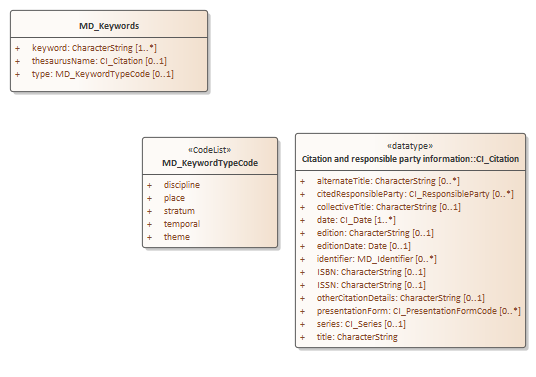 MD_Keywords
+ keyword: CharacterString [1..*]
+ thesaurusName: CI_Citation [0..1]
+ type: MD_KeywordTypeCode [0..1]
«CodeList»
MD_KeywordTypeCode
+ discipline
+ place
+ stratum
+ temporal
+ theme
«datatype»
Citation and responsible party information::CI_Citation
+ alternateTitle: CharacterString [0..*]
+ citedResponsibleParty: CI_ResponsibleParty [0..*]
+ collectiveTitle: CharacterString [0..1]
+ date: CI_Date [1..*]
+ edition: CharacterString [0..1]
+ editionDate: Date [0..1]
+ identifier: MD_Identifier [0..*]
+ ISBN: CharacterString [0..1]
+ ISSN: CharacterString [0..1]
+ otherCitationDetails: CharacterString [0..1]
+ presentationForm: CI_PresentationFormCode [0..*]
+ series: CI_Series [0..1]
+ title: CharacterString